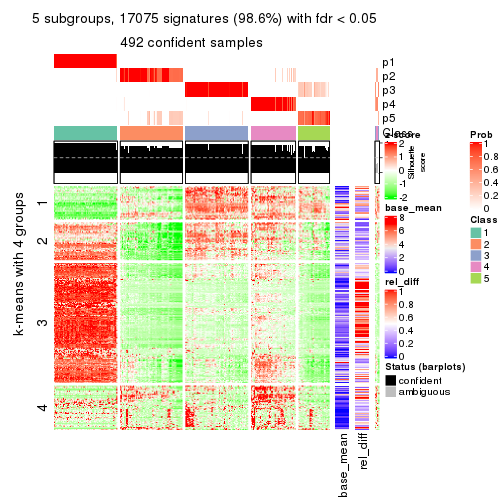 5 subgroups, 17075 signatures (98.6%) with fdr < 0.05
492 confident samples
p1
p2
p3
p4
p5
Class
z-score
2
1
0
-1
-2
Silhouette
score
Prob
1
0.8
0.6
0.4
0.2
0
k-means with 4 groups
1
2
3
4
base_mean
8
6
4
2
0
Class
1
2
3
4
5
rel_diff
1
0.8
0.6
0.4
0.2
0
Status (barplots)
confident
ambiguous
base_mean
rel_diff